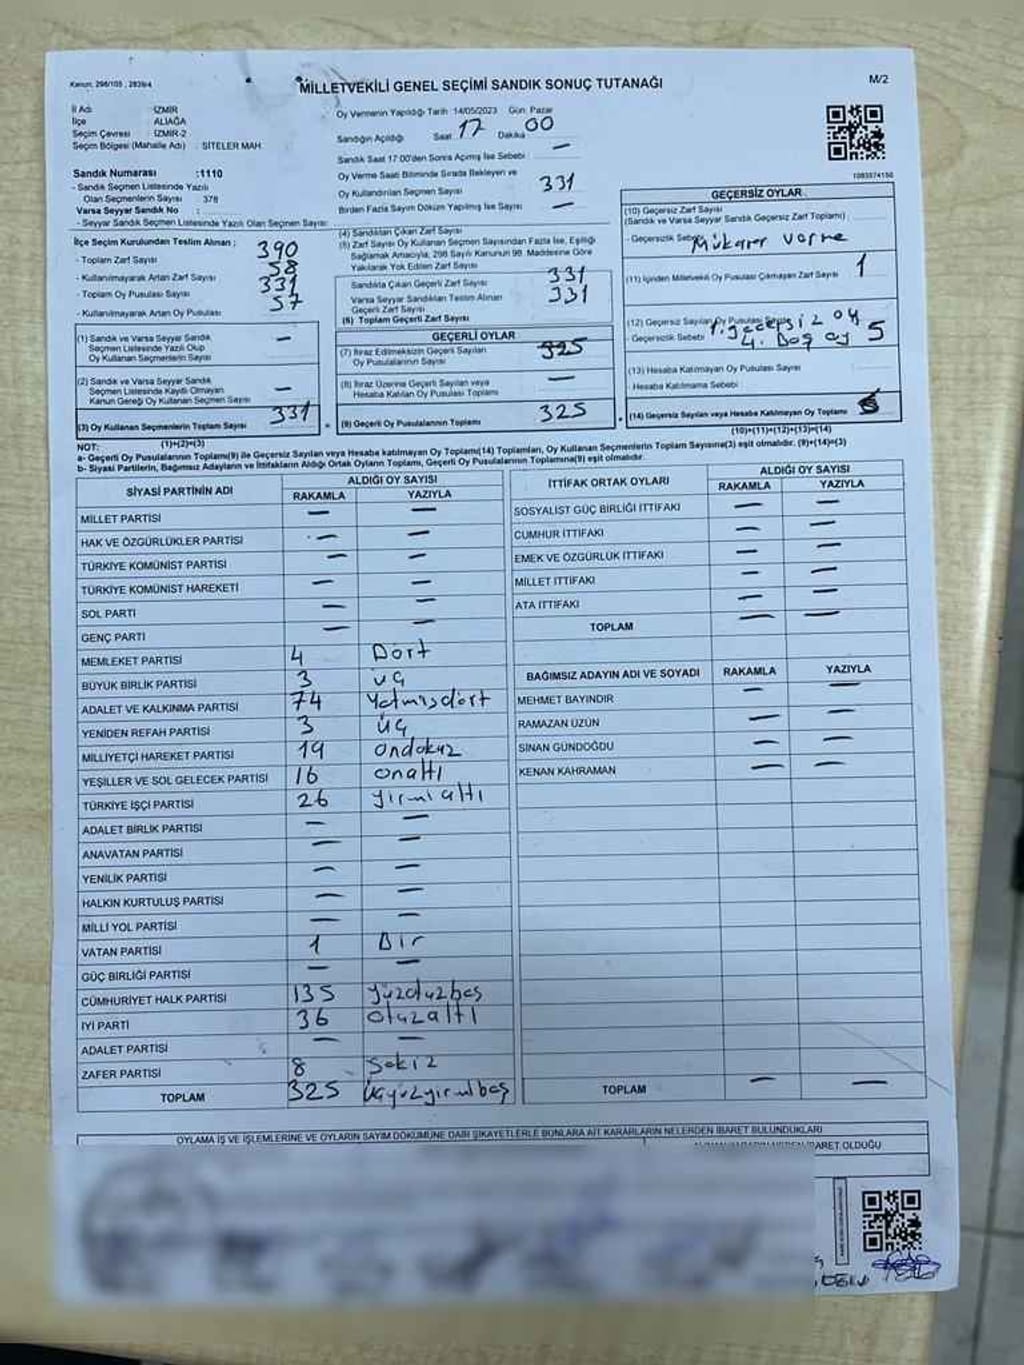 Kanun: 298/105 , 2839/4
MİLLETVEKİLİ GENEL SEÇİMİ SANDIK SONUÇ TUTANAĞI
M/2
İl Adı : İZMİR
İlçe : ALİAĞA
Seçim Çevresi : İZMİR-2
Seçim Bölgesi (Mahalle Adı) : SİTELER MAH.
Sandık Numarası :1110
- Sandık Seçmen Listesinde Yazılı
Olan Seçmenlerin Sayısı : 378
Varsa Seyyar Sandık No :
- Seyyar Sandık Seçmen Listesinde Yazılı Olan Seçmen Sayısı:
Oy Vermenin Yapıldığı Tarih :14/05/2023 Gün: Pazar
Sandığın Açıldığı Saat 17 Dakika 00
Sandık Saat 17:00'den Sonra Açılmış İse Sebebi : —
Oy Verme Saati Bitiminde Sırada Bekleyen ve
Oy Kullandırılan Seçmen Sayısı 331
Birden Fazla Sayım Döküm Yapılmış İse Sayısı : —
İlçe Seçim Kurulundan Teslim Alınan ;
- Toplam Zarf Sayısı 390
- Kullanılmayarak Artan Zarf Sayısı 58
- Toplam Oy Pusulası Sayısı 331
- Kullanılmayarak Artan Oy Pusulası 57
(1) Sandık ve Varsa Seyyar Sandık
Seçmen Listesinde Yazılı Olup
Oy Kullanan Seçmenlerin Sayısı —
(2) Sandık ve Varsa Seyyar Sandık
Seçmen Listesinde Kayıtlı Olmayan
Kanun Gereği Oy Kullanan Seçmen Sayısı —
(3) Oy Kullanan Seçmenlerin Toplam Sayısı 331
(1)+(2)=(3)
(4) Sandıktan Çıkan Zarf Sayısı
(5) Zarf Sayısı Oy Kullanan Seçmen Sayısından Fazla İse, Eşitliği
Sağlamak Amacıyla; 298 Sayılı Kanunun 98. Maddesine Göre
Yakılarak Yok Edilen Zarf Sayısı
Sandıkta Çıkan Geçerli Zarf Sayısı 331
Varsa Seyyar Sandıktan Teslim Alınan 331
Geçerli Zarf Sayısı
(6) Toplam Geçerli Zarf Sayısı
GEÇERLİ OYLAR
(7) İtiraz Edilmeksizin Geçerli Sayılan
Oy Pusulalarının Sayısı 325
(8) İtiraz Üzerine Geçerli Sayılan veya
Hesaba Katılan Oy Pusulaları Toplamı —
(9) Geçerli Oy Pusulalarının Toplamı 325
1083374150
GEÇERSİZ OYLAR
(10) Geçersiz Zarf Sayısı
(Sandık ve Varsa Seyyar Sandık Geçersiz Zarf Toplamı)
- Geçersizlik Sebebi
(11) İçinden Milletvekili Oy Pusulası Çıkmayan Zarf Sayısı 1
(12) Geçersiz Sayılan Oy Pusulası Sayısı
- Geçersizlik Sebebi geçersiz oy
4. Boş oy 5
(13) Hesaba Katılmayan Oy Pusulası Sayısı
- Hesaba Katılmama Sebebi
(14) Geçersiz Sayılan veya Hesaba Katılmayan Oy Toplamı
(10)+(11)+(12)+(13)=(14)
NOT:
a- Geçerli Oy Pusulalarının Toplamı(9) ile Geçersiz Sayılan veya Hesaba katılmayan Oy Toplamı(14) Toplamları, Oy Kullanan Seçmenlerin Toplam Sayısına(3) eşit olmalıdır. (9)+(14)=(3)
b- Siyasi Partilerin, Bağımsız Adayların ve İttifakların Aldığı Ortak Oyların Toplamı, Geçerli Oy Pusulalarının Toplamına(9) eşit olmalıdır.
SİYASİ PARTİNİN ADI ALDIĞI OY SAYISI
RAKAMLA YAZIYLA
MİLLET PARTİSİ — —
HAK VE ÖZGÜRLÜKLER PARTİSİ — —
TÜRKİYE KOMÜNİST PARTİSİ — —
TÜRKİYE KOMÜNİST HAREKETİ — —
SOL PARTİ — —
GENÇ PARTİ — —
MEMLEKET PARTİSİ 4 Dört
BÜYÜK BİRLİK PARTİSİ 3 üç
ADALET VE KALKINMA PARTİSİ 74 Yetmişdört
YENİDEN REFAH PARTİSİ 3 üç
MİLLİYETÇİ HAREKET PARTİSİ 19 ondokuz
YEŞİLLER VE SOL GELECEK PARTİSİ 16 onaltı
TÜRKİYE İŞÇİ PARTİSİ 26 yirmialtı
ADALET BİRLİK PARTİSİ — —
ANAVATAN PARTİSİ — —
YENİLİK PARTİSİ — —
HALKIN KURTULUŞ PARTİSİ — —
MİLLİ YOL PARTİSİ — —
VATAN PARTİSİ 1 Bir
GÜÇ BİRLİĞİ PARTİSİ — —
CUMHURİYET HALK PARTİSİ 135 yüzotuzbeş
İYİ PARTİ 36 otuzaltı
ADALET PARTİSİ — —
ZAFER PARTİSİ 8 sekiz
TOPLAM 325 üçyüzyirmibeş
İTTİFAK ORTAK OYLARI ALDIĞI OY SAYISI
RAKAMLA YAZIYLA
SOSYALİST GÜÇ BİRLİĞİ İTTİFAKI — —
CUMHUR İTTİFAKI — —
EMEK VE ÖZGÜRLÜK İTTİFAKI — —
MİLLET İTTİFAKI — —
ATA İTTİFAKI — —
TOPLAM — —
BAĞIMSIZ ADAYIN ADI VE SOYADI RAKAMLA YAZIYLA
MEHMET BAYINDIR — —
RAMAZAN UZUN — —
SİNAN GÜNDOĞDU — —
KENAN KAHRAMAN — —
TOPLAM — —
OYLAMA İŞ VE İŞLEMLERİNE VE OYLARIN SAYIM DÖKÜMÜNE DAİR ŞİKAYETLERLE BUNLARA AİT KARARLARIN NELERDEN İBARET BULUNDUKLARI
İBARET OLDUĞU